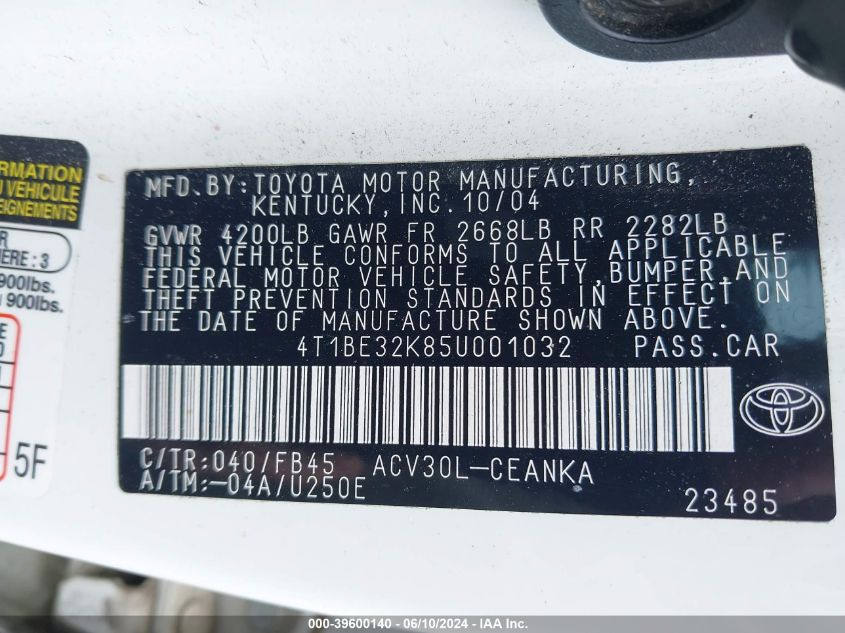 RMATION
U VEHICULE
EIGNEMENTS
R
HERE: 3
900lbs.
900lbs.
E
D
5F
MFD.BY:TOYOTA MOTOR MANUFACTURING,
KENTUCKY,INC.10/04
GVWR 4200LB GAWR FR 2668LB RR 2282LB
THIS VEHICLE CONFORMS TO ALL APPLICABLE
FEDERAL MOTOR VEHICLE SAFETY,BUMPER,AND
THEFT PREVENTION STANDARDS IN EFFECT ON
THE DATE OF MANUFACTURE SHOWN ABOVE.
4T1BE32K85U001032 PASS.CAR
C/TR:040/FB45 ACV30L-CEANKA
A/TM:-04A/U250E
23485
000-39600140 - 06/10/2024 - IAA Inc.